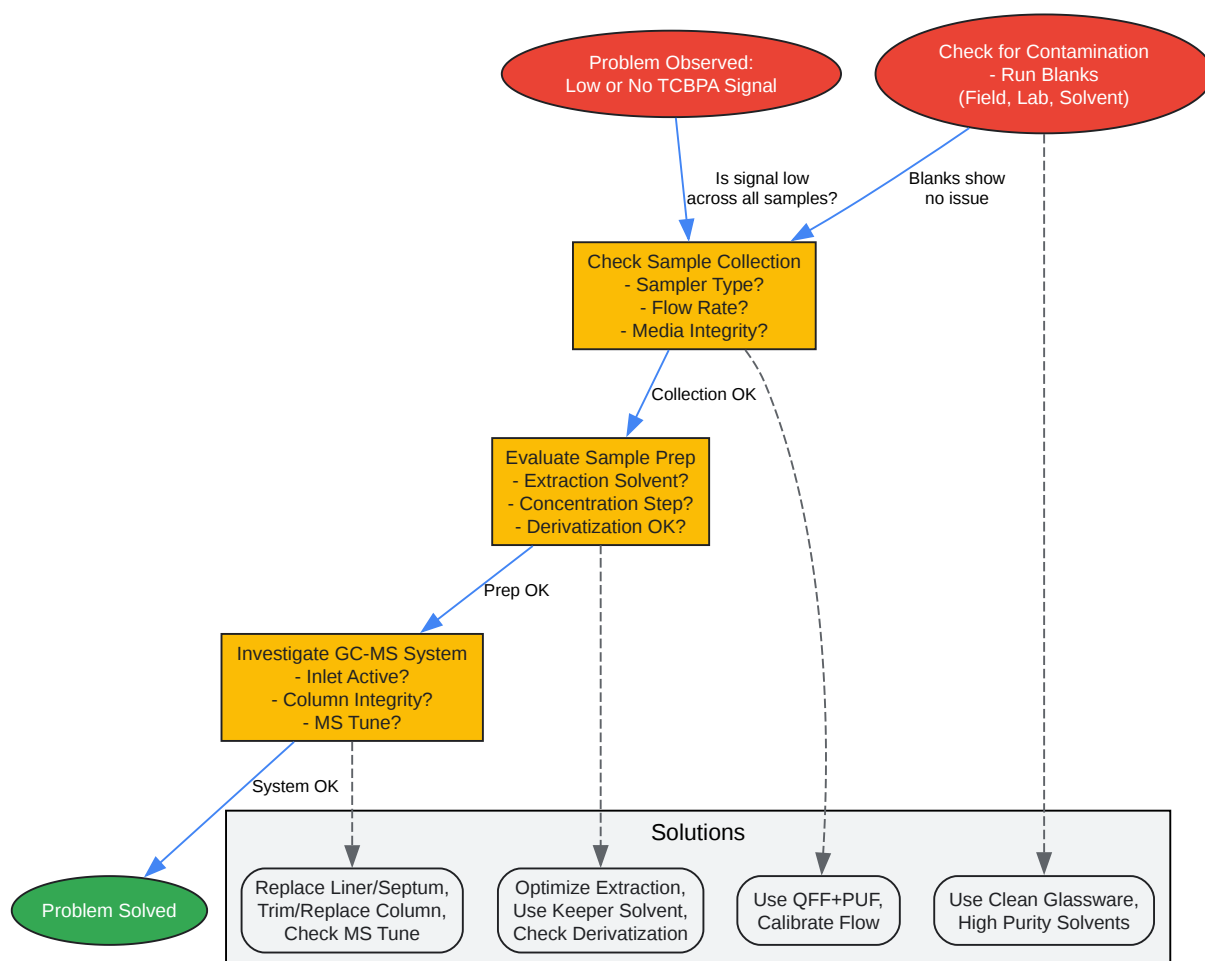 Problem Observed:
Low or No TCBPA Signal
Check for Contamination
- Run Blanks
(Field, Lab, Solvent)
Is signal low
across all samples?
Blanks show
no issue
Check Sample Collection
- Sampler Type?
- Flow Rate?
- Media Integrity?
Collection OK
Evaluate Sample Prep
- Extraction Solvent?
- Concentration Step?
- Derivatization OK?
Prep OK
Investigate GC-MS System
- Inlet Active?
- Column Integrity?
- MS Tune?
System OK
Solutions
Problem Solved
Replace Liner/Septum,
Trim/Replace Column,
Check MS Tune
Optimize Extraction,
Use Keeper Solvent,
Check Derivatization
Use QFF+PUF,
Calibrate Flow
Use Clean Glassware,
High Purity Solvents